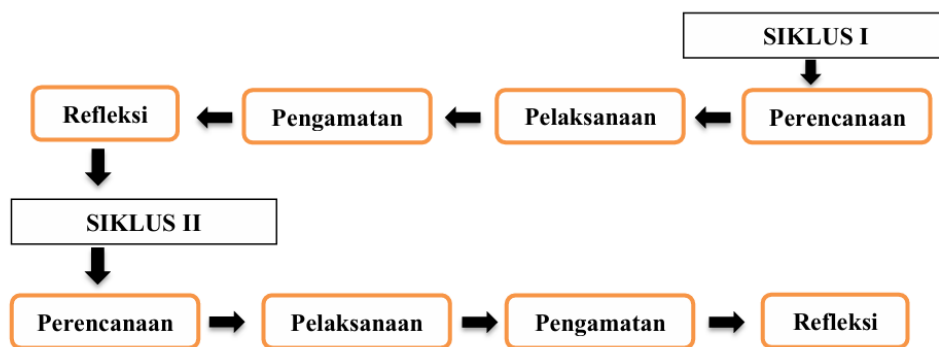 SIKLUS I
Perencanaan
Pelaksanaan
Pengamatan
Refleksi
SIKLUS II
Perencanaan
Pelaksanaan
Pengamatan
Refleksi